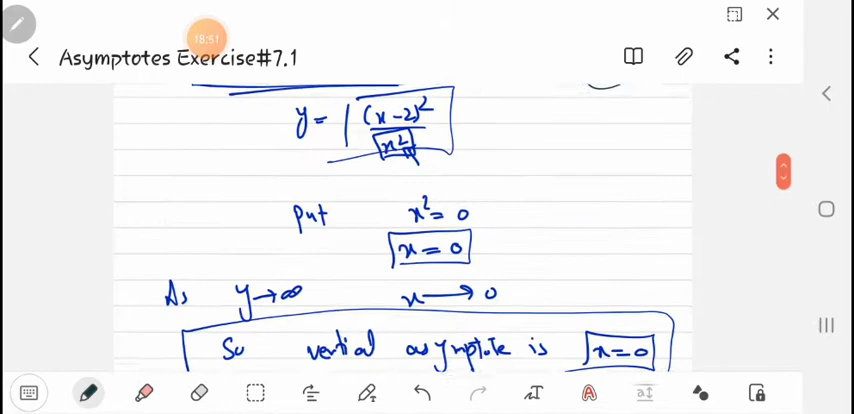 18:51
Asymptotes Exercise#7.1
y = (x-2)²/x²
Put x² = 0
x = 0
As y→∞ x→0
So vertial asymptote is x=0